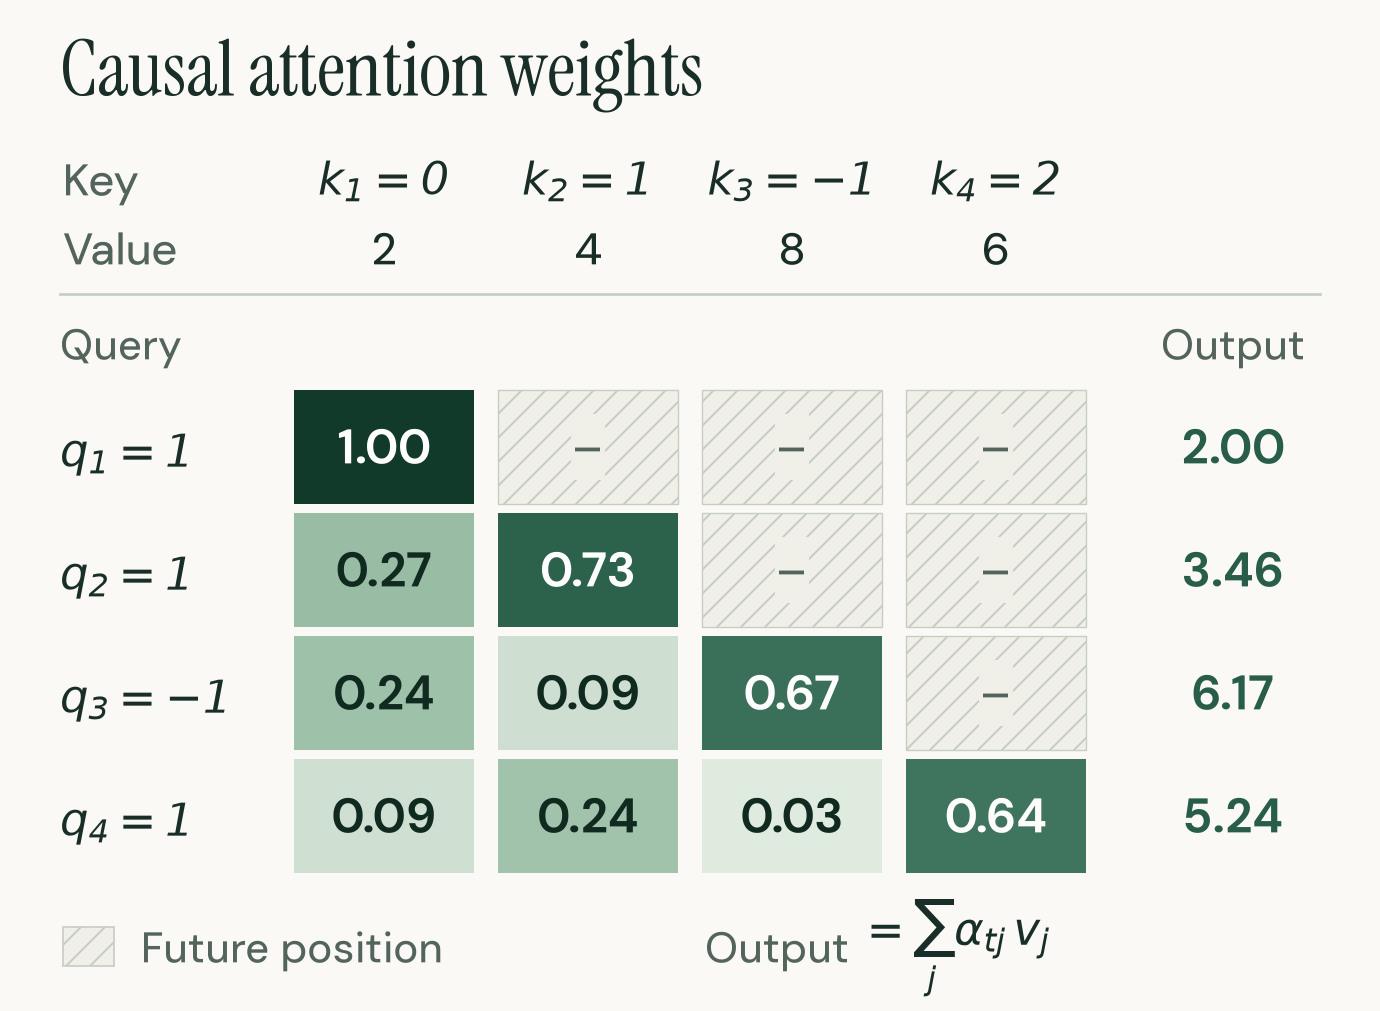 Causal attention weights
Key k₁ = 0 k₂ = 1 k₃ = −1 k₄ = 2
Value 2 4 8 6
Query Output
q₁ = 1 1.00 – – – 2.00
q₂ = 1 0.27 0.73 – – 3.46
q₃ = −1 0.24 0.09 0.67 – 6.17
q₄ = 1 0.09 0.24 0.03 0.64 5.24
Future position Output = ∑ⱼ αₜⱼ vⱼ